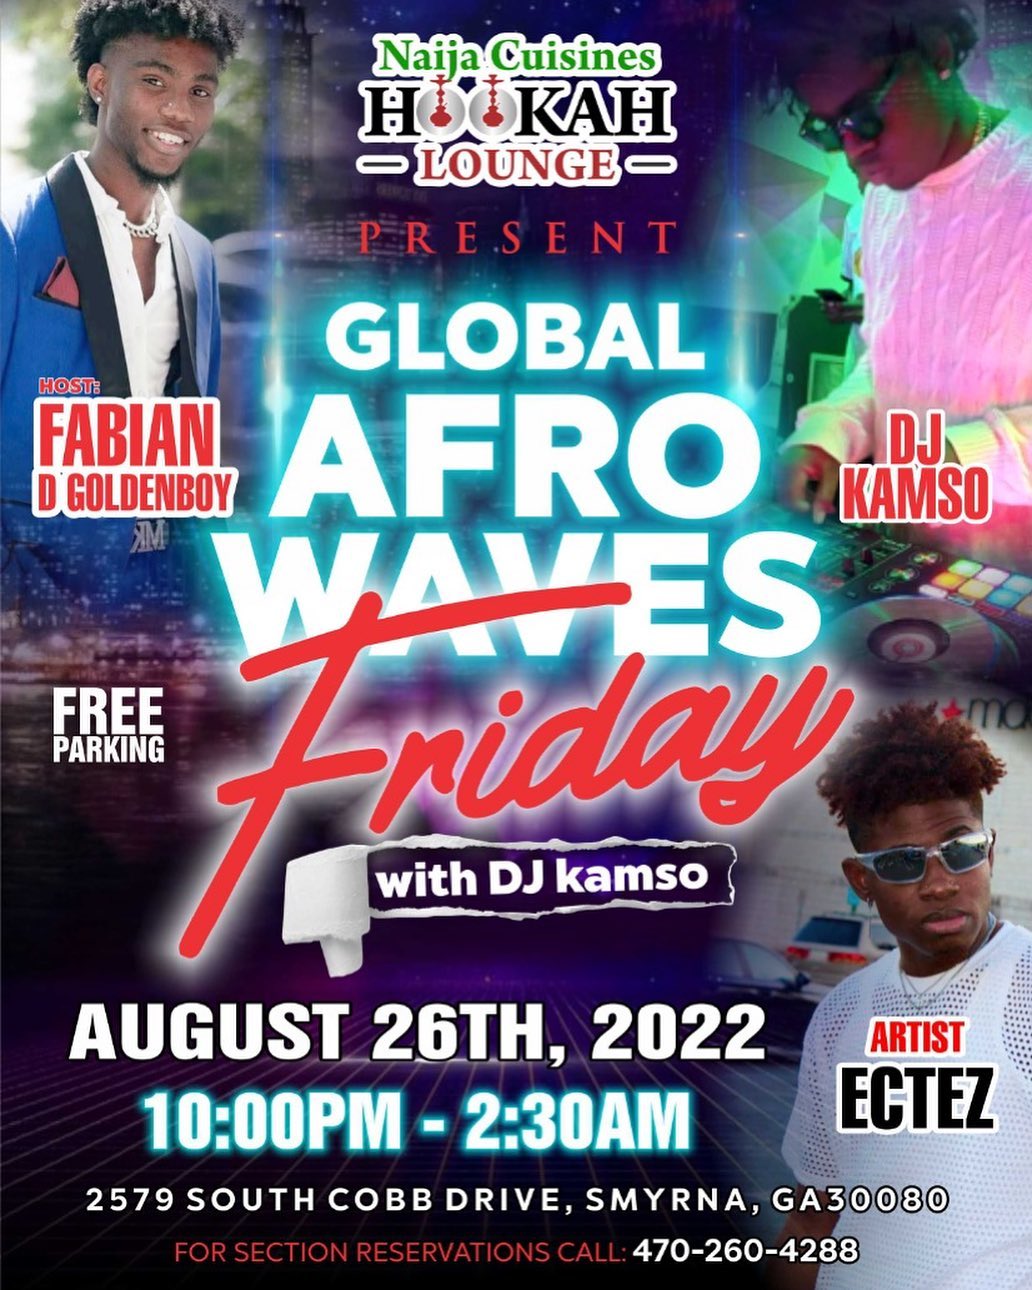 Naija Cuisines
HOOKAH
LOUNGE
PRESENT
GLOBAL
AFRO
WAVES
Friday
with DJ kamso
HOST:
FABIAN
D GOLDENBOY
DJ
KAMSO
FREE
PARKING
ARTIST
ECTEZ
AUGUST 26TH, 2022
10:00PM - 2:30AM
2579 SOUTH COBB DRIVE, SMYRNA, GA30080
FOR SECTION RESERVATIONS CALL: 470-260-4288